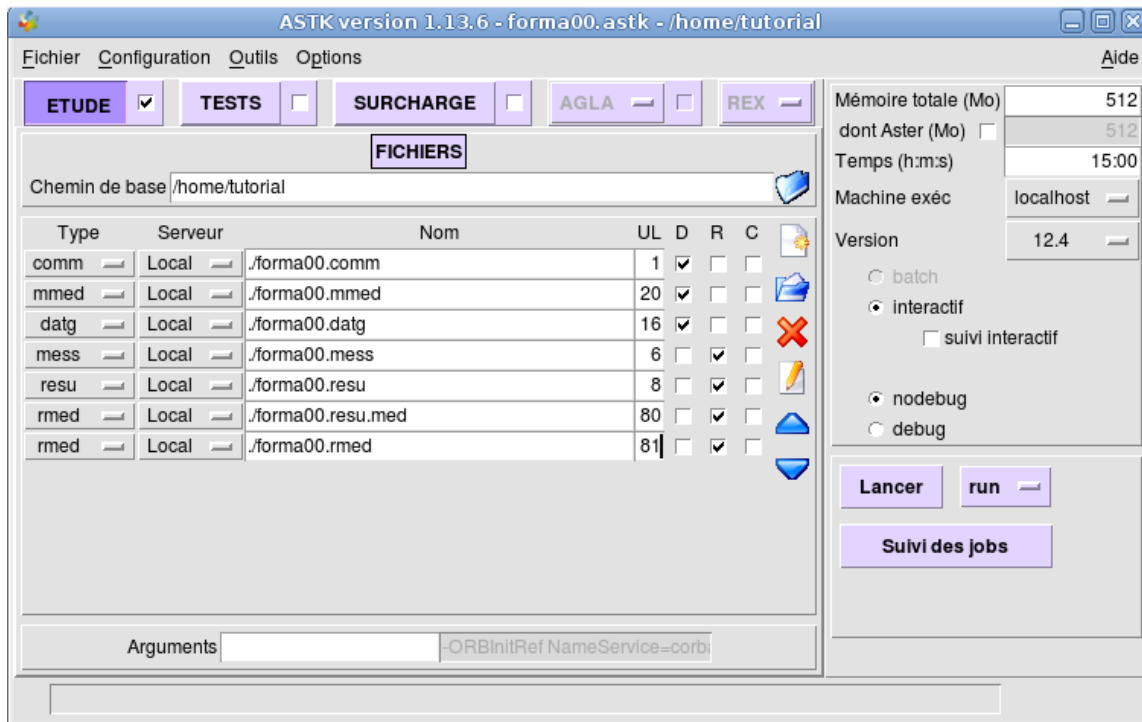 ASTK version 1.13.6 - forma00.astk - /home/tutorial
Fichier Configuration Outils Options Aide
ETUDE TESTS SURCHARGE AGLA REX
FICHIERS
Chemin de base /home/tutorial
Type Serveur Nom UL D R C
comm Local ./forma00.comm 1
mmed Local ./forma00.mmed 20
datg Local ./forma00.datg 16
mess Local ./forma00.mess 6
resu Local ./forma00.resu 8
rmed Local ./forma00.resu.med 80
rmed Local ./forma00.rmed 81
Arguments -ORBInitRef NameService=corb
Mémoire totale (Mo) 512
dont Aster (Mo) 512
Temps (h:m:s) 15:00
Machine exéc localhost
Version 12.4
batch
interactif
suivi interactif
nodebug
debug
Lancer run
Suivi des jobs